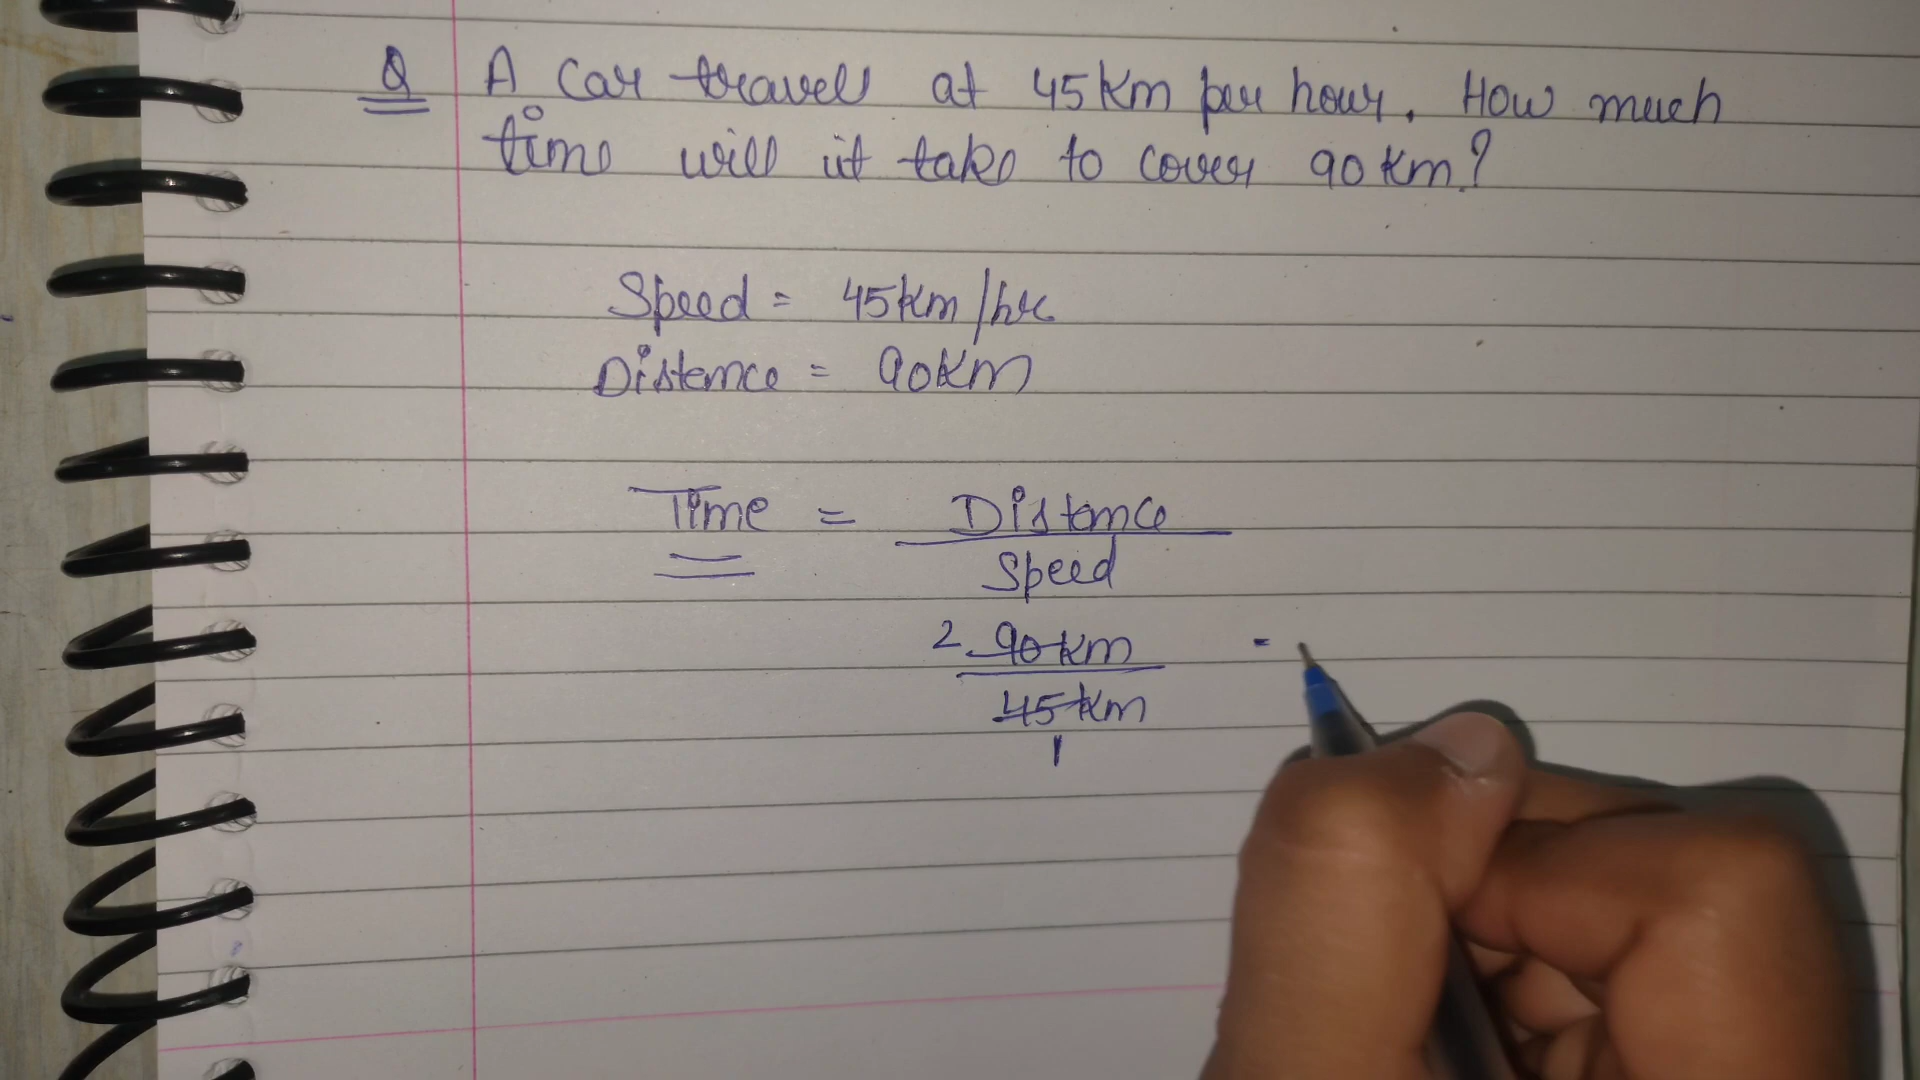 Q A car travels at 45 km per hour. How much
time will it take to cover 90 km?
Speed = 45 km/hr
Distance = 90 km
Time = Distance
Speed
2 90 km =
45 km
1